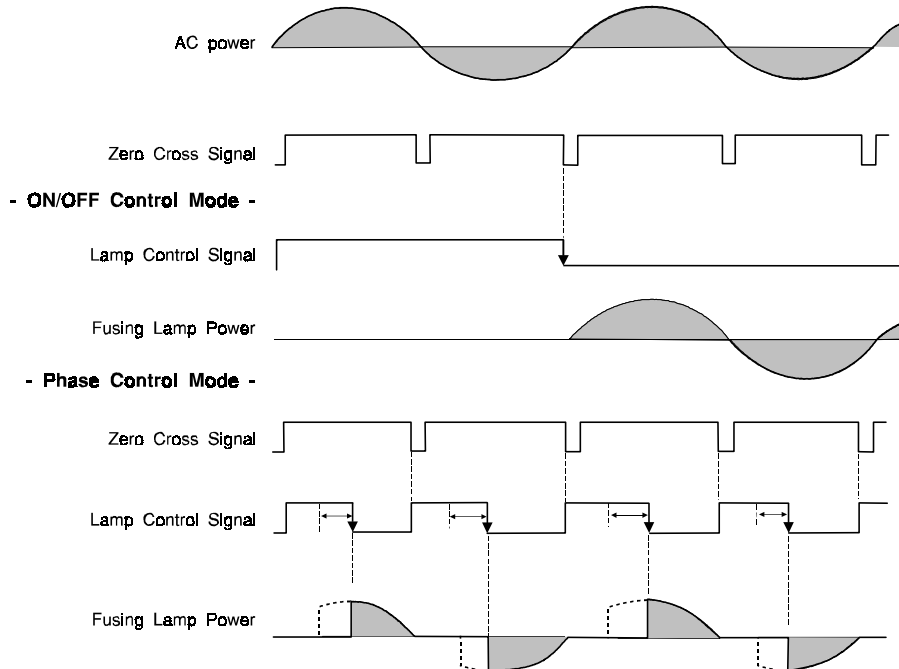 AC power
Zero Cross Signal
- ON/OFF Control Mode -
Lamp Control Signal
Fusing Lamp Power
- Phase Control Mode -
Zero Cross Signal
Lamp Control Signal
Fusing Lamp Power